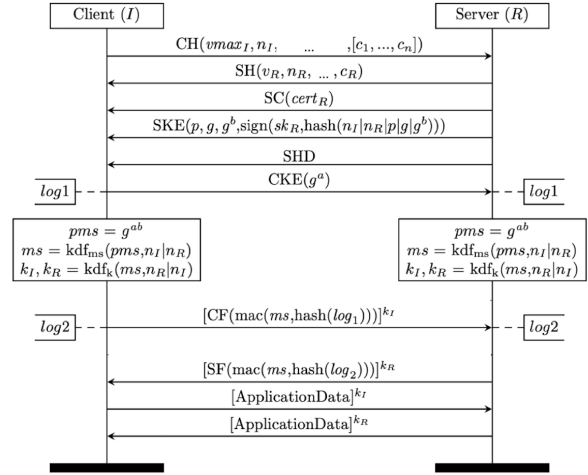 Client (I) Server (R)
CH(vmax_I, n_I, ... ,[c_1, ..., c_n])
SH(v_R, n_R, ... , c_R)
SC(cert_R)
SKE(p, g, g^b,sign(sk_R,hash(n_I|n_R|p|g|g^b)))
SHD
CKE(g^a)
log1 log1
pms = g^{ab} pms = g^{ab}
ms = kdf_ms(pms,n_I|n_R) ms = kdf_ms(pms,n_I|n_R)
k_I, k_R = kdf_k(ms,n_R|n_I) k_I, k_R = kdf_k(ms,n_R|n_I)
[CF(mac(ms,hash(log_1)))]^{k_I}
log2 log2
[SF(mac(ms,hash(log_2)))]^{k_R}
[ApplicationData]^{k_I}
[ApplicationData]^{k_R}